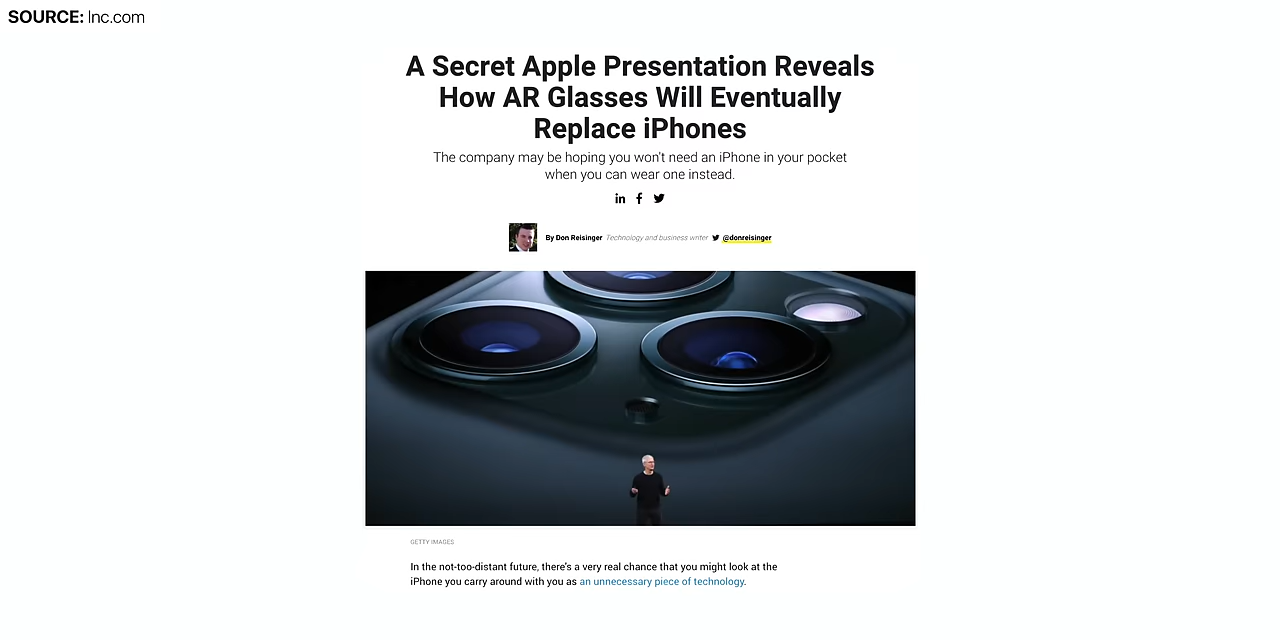 SOURCE: Inc.com
A Secret Apple Presentation Reveals
How AR Glasses Will Eventually
Replace iPhones
The company may be hoping you won't need an iPhone in your pocket
when you can wear one instead.
By Don Reisinger Technology and business writer @donreisinger
GETTY IMAGES
In the not-too-distant future, there's a very real chance that you might look at the
iPhone you carry around with you as an unnecessary piece of technology.